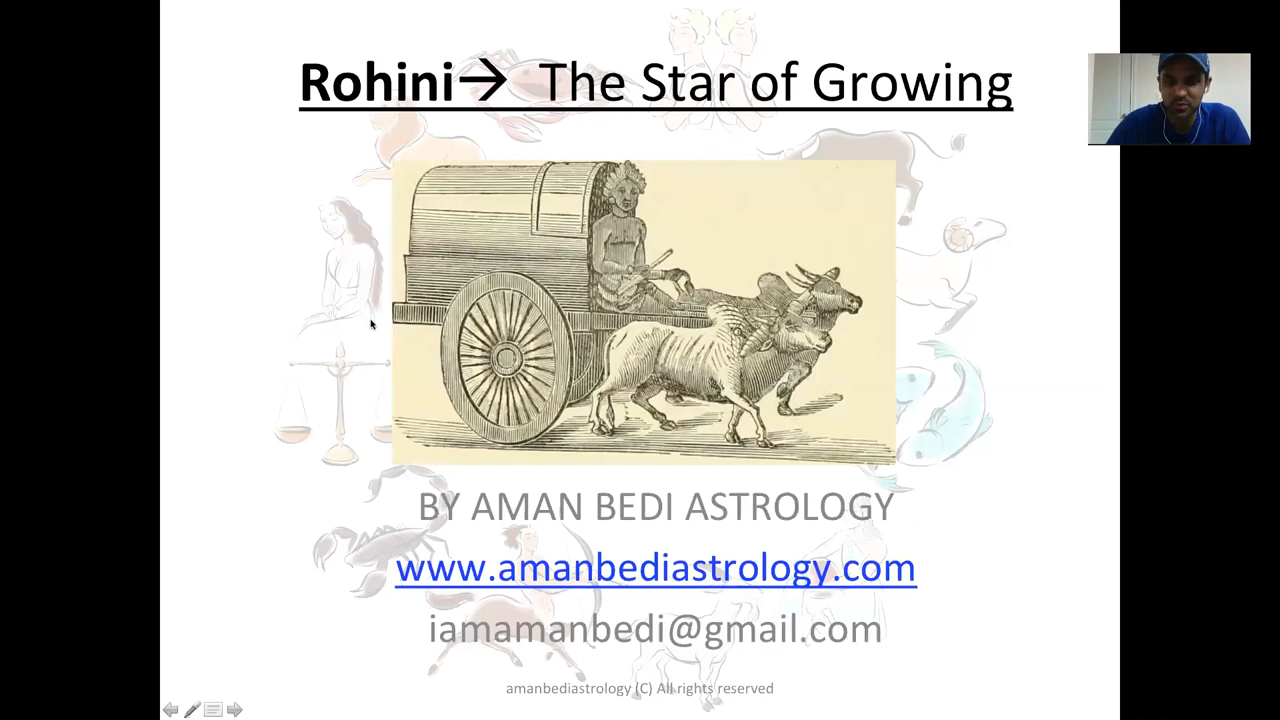 Rohini→ The Star of Growing
BY AMAN BEDI ASTROLOGY
www.amanbediastrology.com
iamamanbedi@gmail.com
amanbediastrology (C) All rights reserved